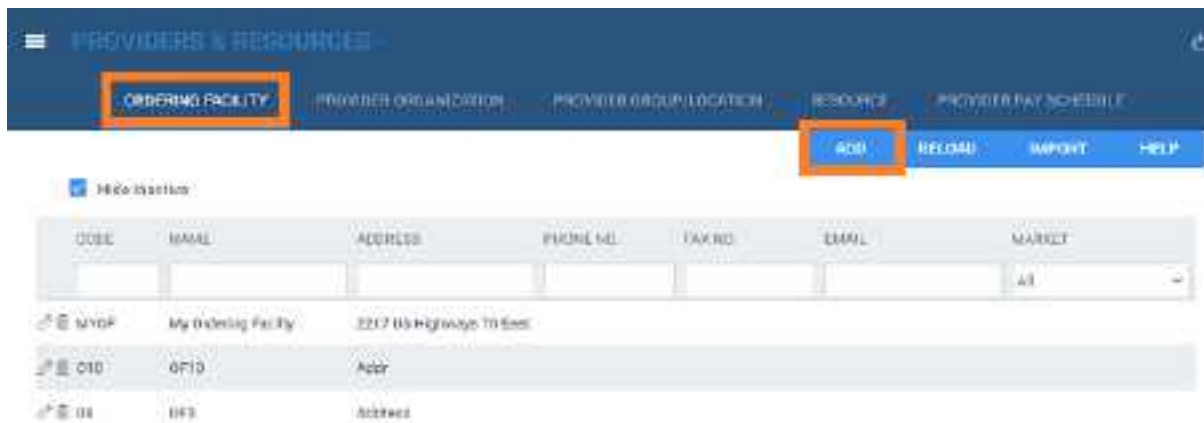 PROVIDERS & RESOURCES
ORDERING FACILITY PROVIDER ORGANIZATION PROVIDER GROUP/LOCATION RESOURCE PROVIDER PAY SCHEDULE
ADD RELOAD IMPORT HELP
Hide Inactive
CODE NAME ADDRESS PHONE NO. FAX NO. EMAIL MARKET
All
MYOF My Ordering Facility 2217 US Highways 70 East
O10 OF10 Addr
Address